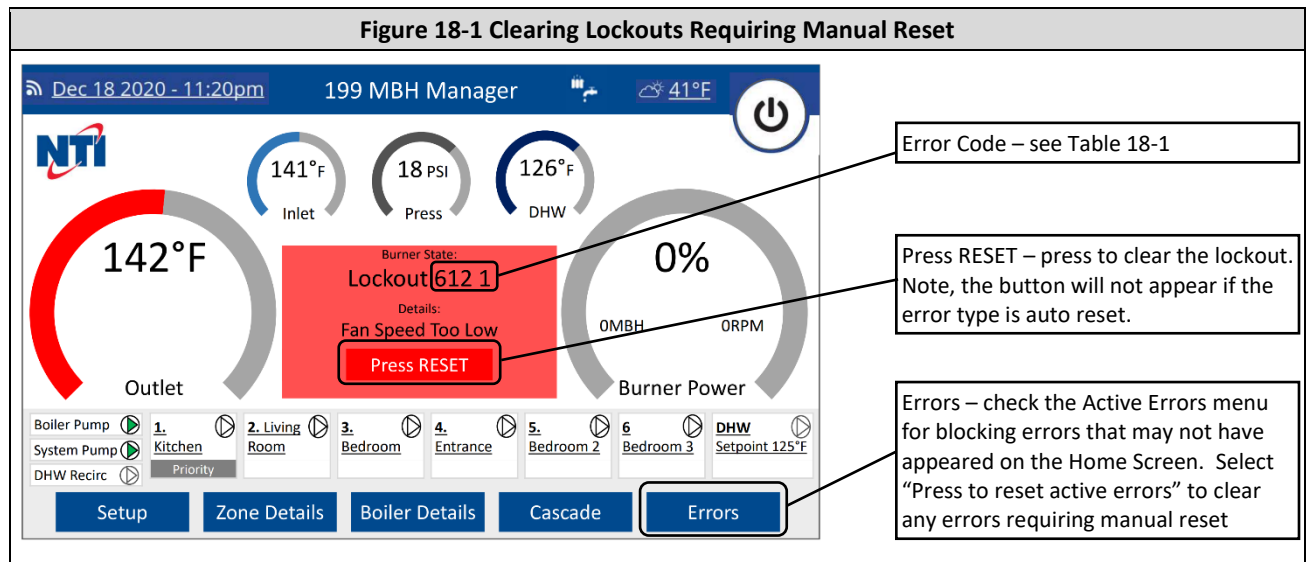 Figure 18-1 Clearing Lockouts Requiring Manual Reset
Dec 18 2020 - 11:20pm
199 MBH Manager
41°F
NTI
141°F
Inlet
18 PSI
Press
126°F
DHW
142°F
Outlet
Burner State:
Lockout 612 1
Details:
Fan Speed Too Low
Press RESET
0%
0MBH
0RPM
Burner Power
Boiler Pump
System Pump
DHW Recirc
1.
Kitchen
Priority
2. Living
Room
3.
Bedroom
4.
Entrance
5.
Bedroom 2
6
Bedroom 3
DHW
Setpoint 125°F
Setup
Zone Details
Boiler Details
Cascade
Errors
Error Code – see Table 18-1
Press RESET – press to clear the lockout.
Note, the button will not appear if the
error type is auto reset.
Errors – check the Active Errors menu
for blocking errors that may not have
appeared on the Home Screen.  Select
“Press to reset active errors” to clear
any errors requiring manual reset